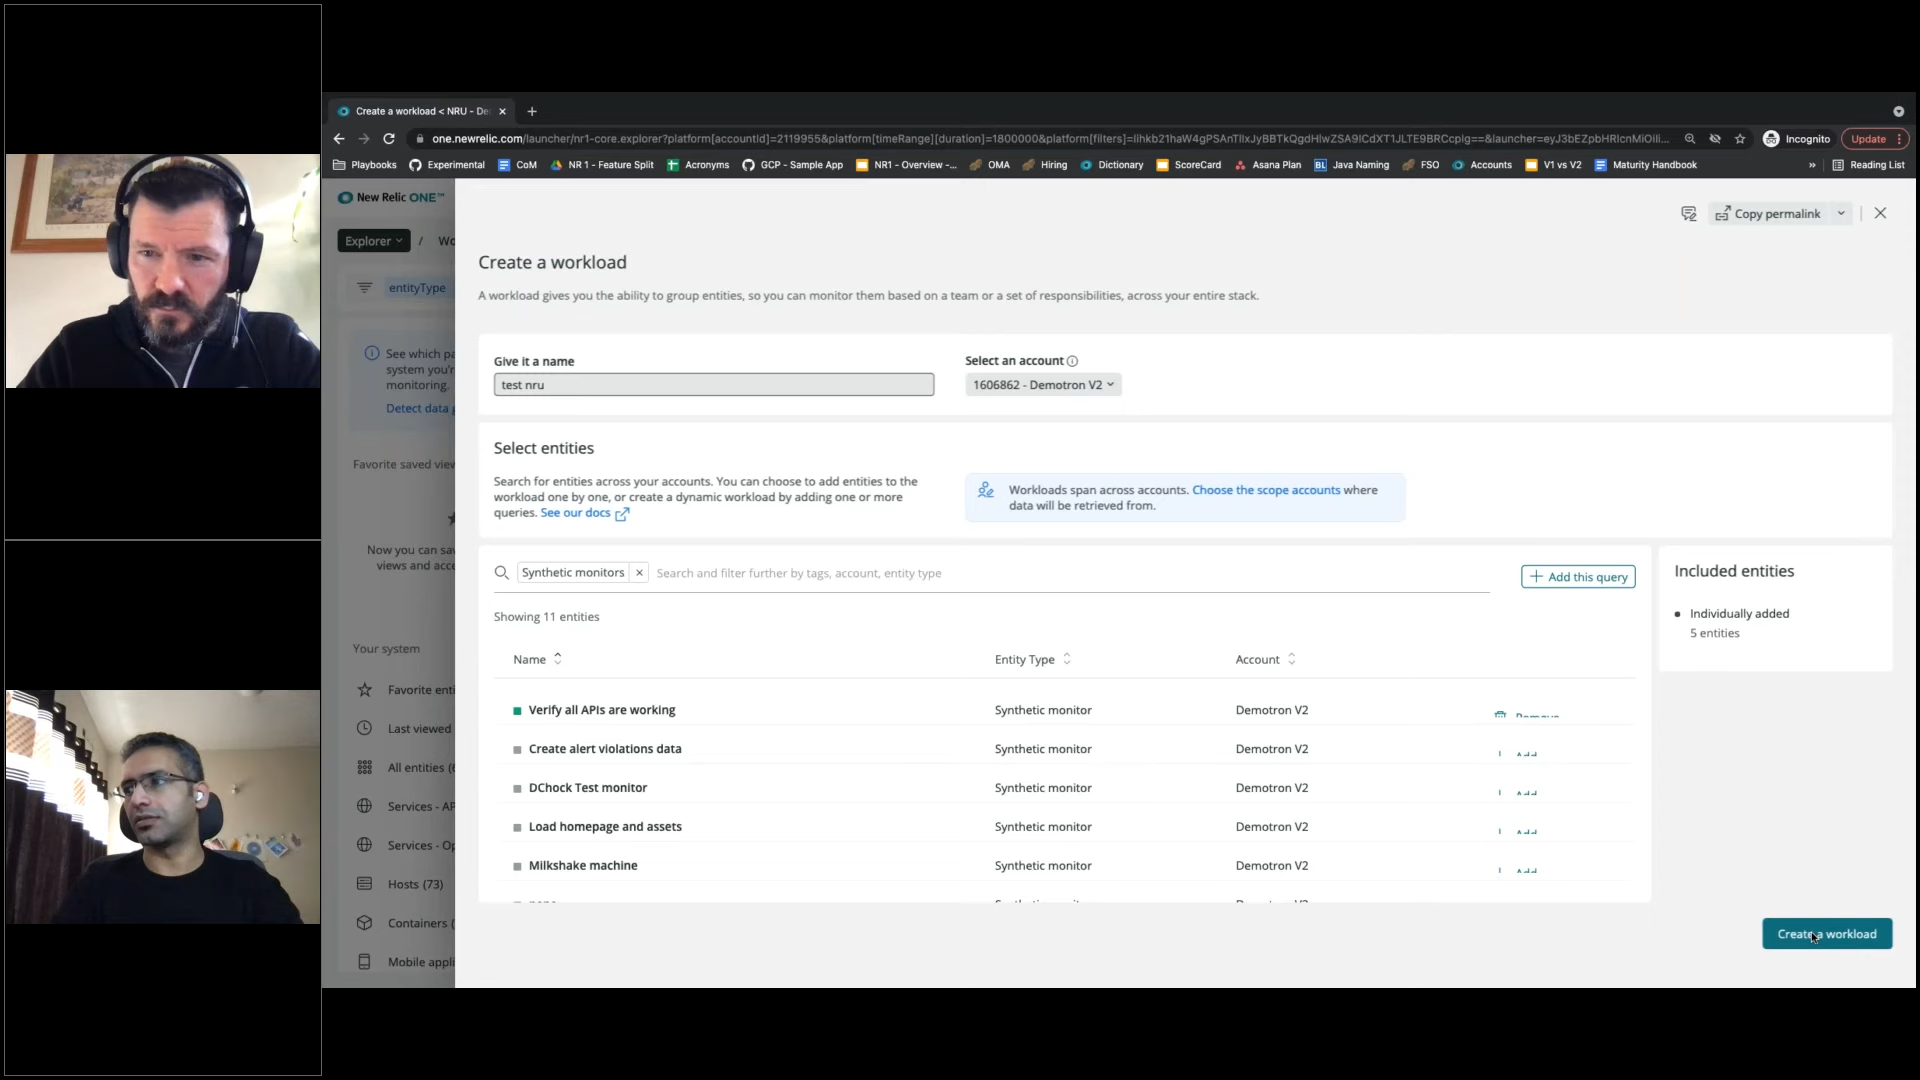 Create a workload < NRU - De
one.newrelic.com/launcher/nr1-core.explorer?platform[accountId]=2119955&platform[timeRange][duration]=1800000&platform[filters]=
Incognito
Update
Playbooks
Experimental
CoM
NR 1 - Feature Split
Acronyms
GCP - Sample App
NR1 - Overview -...
OMA
Hiring
Dictionary
ScoreCard
Asana Plan
Java Naming
FSO
Accounts
V1 vs V2
Maturity Handbook
»
Reading List
New Relic ONE™
Copy permalink
Explorer
/ Wo
Create a workload
entityType
A workload gives you the ability to group entities, so you can monitor them based on a team or a set of responsibilities, across your entire stack.
See which pa
system you'r
monitoring.
Detect data g
Give it a name
Select an account
test nru
1606862 - Demotron V2
Select entities
Favorite saved view
Search for entities across your accounts. You can choose to add entities to the
workload one by one, or create a dynamic workload by adding one or more
queries. See our docs
Workloads span across accounts. Choose the scope accounts where
data will be retrieved from.
Now you can sav
views and acce
Synthetic monitors
Search and filter further by tags, account, entity type
Add this query
Included entities
Individually added
5 entities
Showing 11 entities
Your system
Name
Entity Type
Account
Favorite enti
Last viewed
All entities (6
Services - AP
Services - Op
Hosts (73)
Containers (
Mobile appli
Verify all APIs are working
Synthetic monitor
Demotron V2
Remove
Create alert violations data
Synthetic monitor
Demotron V2
Add
DChock Test monitor
Synthetic monitor
Demotron V2
Add
Load homepage and assets
Synthetic monitor
Demotron V2
Add
Milkshake machine
Synthetic monitor
Demotron V2
Add
Create a workload